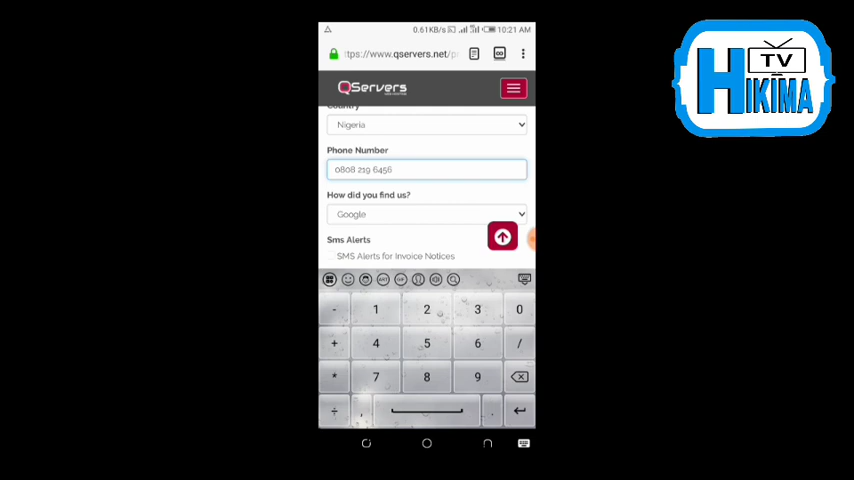 0.61KB/s 10:21 AM
ttps://www.qservers.net/p
QServers
Country
Nigeria
Phone Number
0808 219 6456
How did you find us?
Google
Sms Alerts
SMS Alerts for Invoice Notices
ART GIF
- 1 2 3 0
+ 4 5 6 /
* 7 8 9
÷ , .
TV
HIKIMA